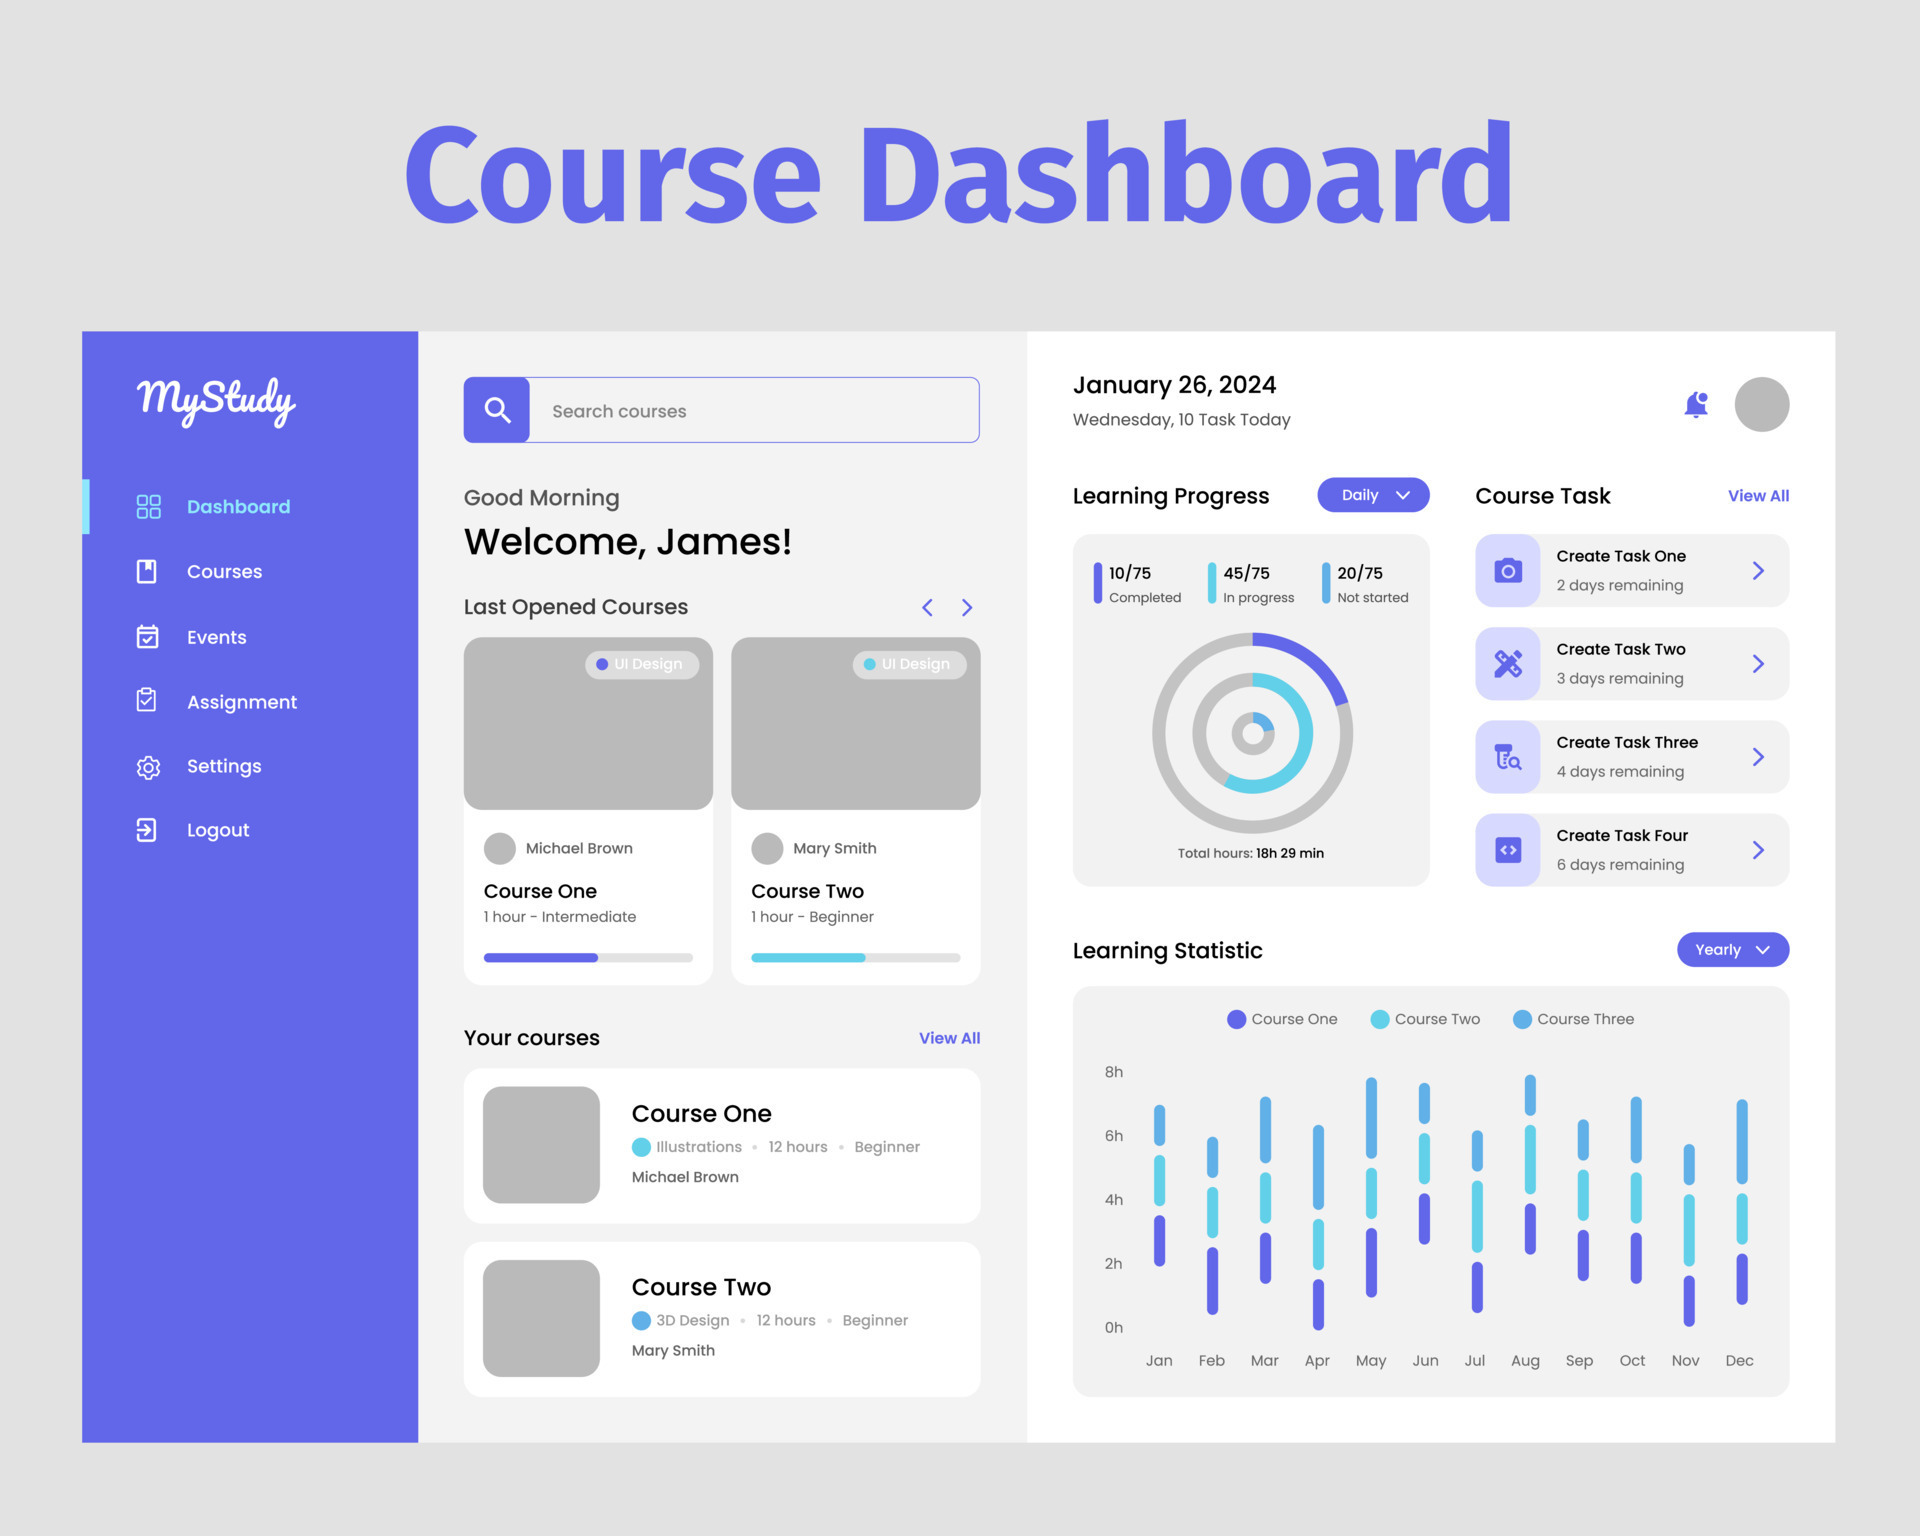 Course Dashboard
MyStudy
Dashboard
Courses
Events
Assignment
Settings
Logout
Search courses
Good Morning
Welcome, James!
Last Opened Courses
UI Design
Michael Brown
Course One
1 hour - Intermediate
UI Design
Mary Smith
Course Two
1 hour - Beginner
Your courses
View All
Course One
Illustrations • 12 hours • Beginner
Michael Brown
Course Two
3D Design • 12 hours • Beginner
Mary Smith
January 26, 2024
Wednesday, 10 Task Today
Learning Progress
Daily
10/75
Completed
45/75
In progress
20/75
Not started
Total hours: 18h 29 min
Course Task
View All
Create Task One
2 days remaining
Create Task Two
3 days remaining
Create Task Three
4 days remaining
Create Task Four
6 days remaining
Learning Statistic
Yearly
Course One
Course Two
Course Three
8h
6h
4h
2h
0h
Jan Feb Mar Apr May Jun Jul Aug Sep Oct Nov Dec